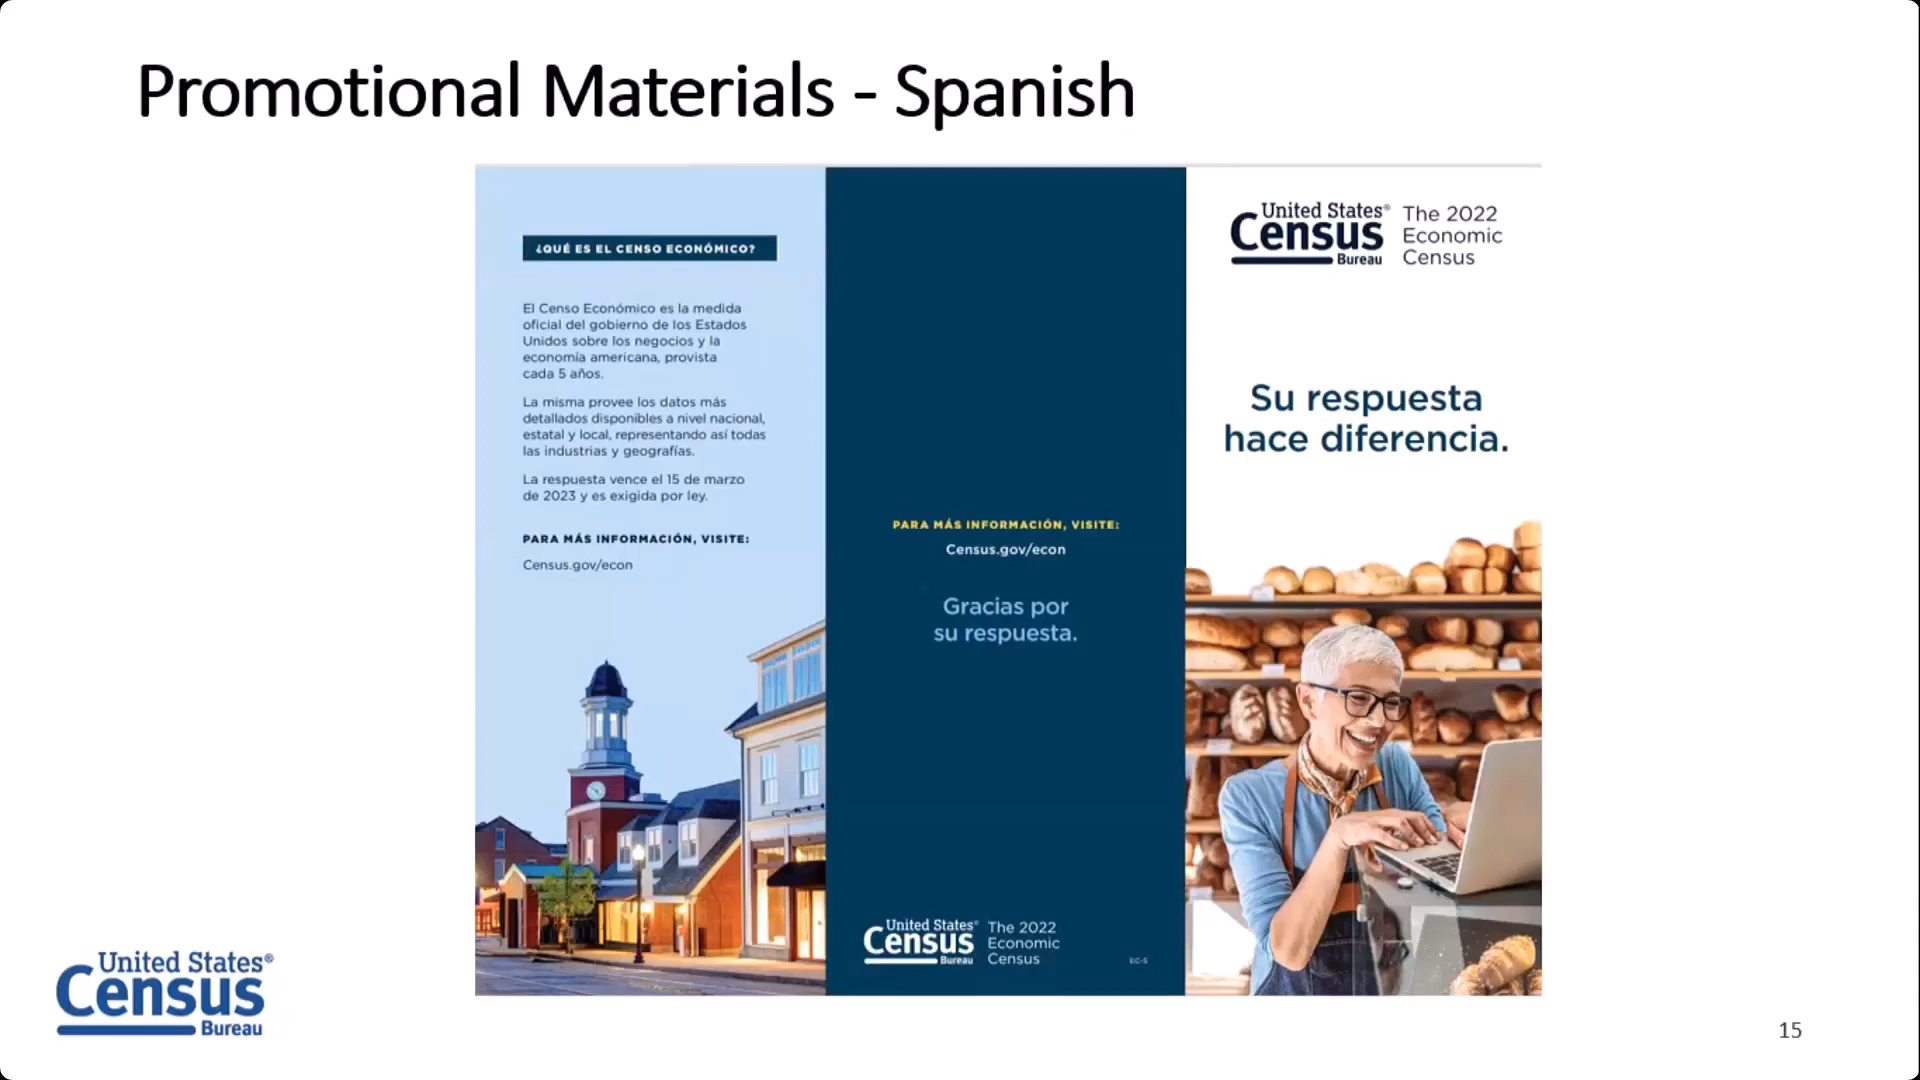 Promotional Materials - Spanish
¿QUÉ ES EL CENSO ECONÓMICO?
El Censo Económico es la medida
oficial del gobierno de los Estados
Unidos sobre los negocios y la
economía americana, provista
cada 5 años.
La misma provee los datos más
detallados disponibles a nivel nacional,
estatal y local, representando así todas
las industrias y geografías.
La respuesta vence el 15 de marzo
de 2023 y es exigida por ley.
PARA MÁS INFORMACIÓN, VISITE:
Census.gov/econ
PARA MÁS INFORMACIÓN, VISITE:
Census.gov/econ
Gracias por
su respuesta.
United States®
Census
Bureau
The 2022
Economic
Census
EC-S
United States®
Census
Bureau
The 2022
Economic
Census
Su respuesta
hace diferencia.
United States®
Census
Bureau
15